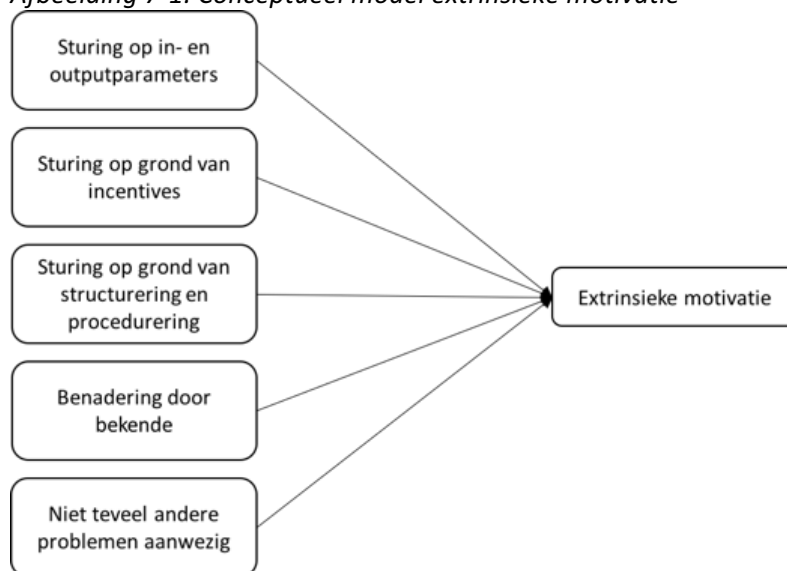 Afbeelding 7-1: Conceptueel model extrinsieke motivatie
Sturing op in- en
outputparameters
Sturing op grond van
incentives
Sturing op grond van
structurering en
procedurering
Benadering door
bekende
Niet teveel andere
problemen aanwezig
Extrinsieke motivatie